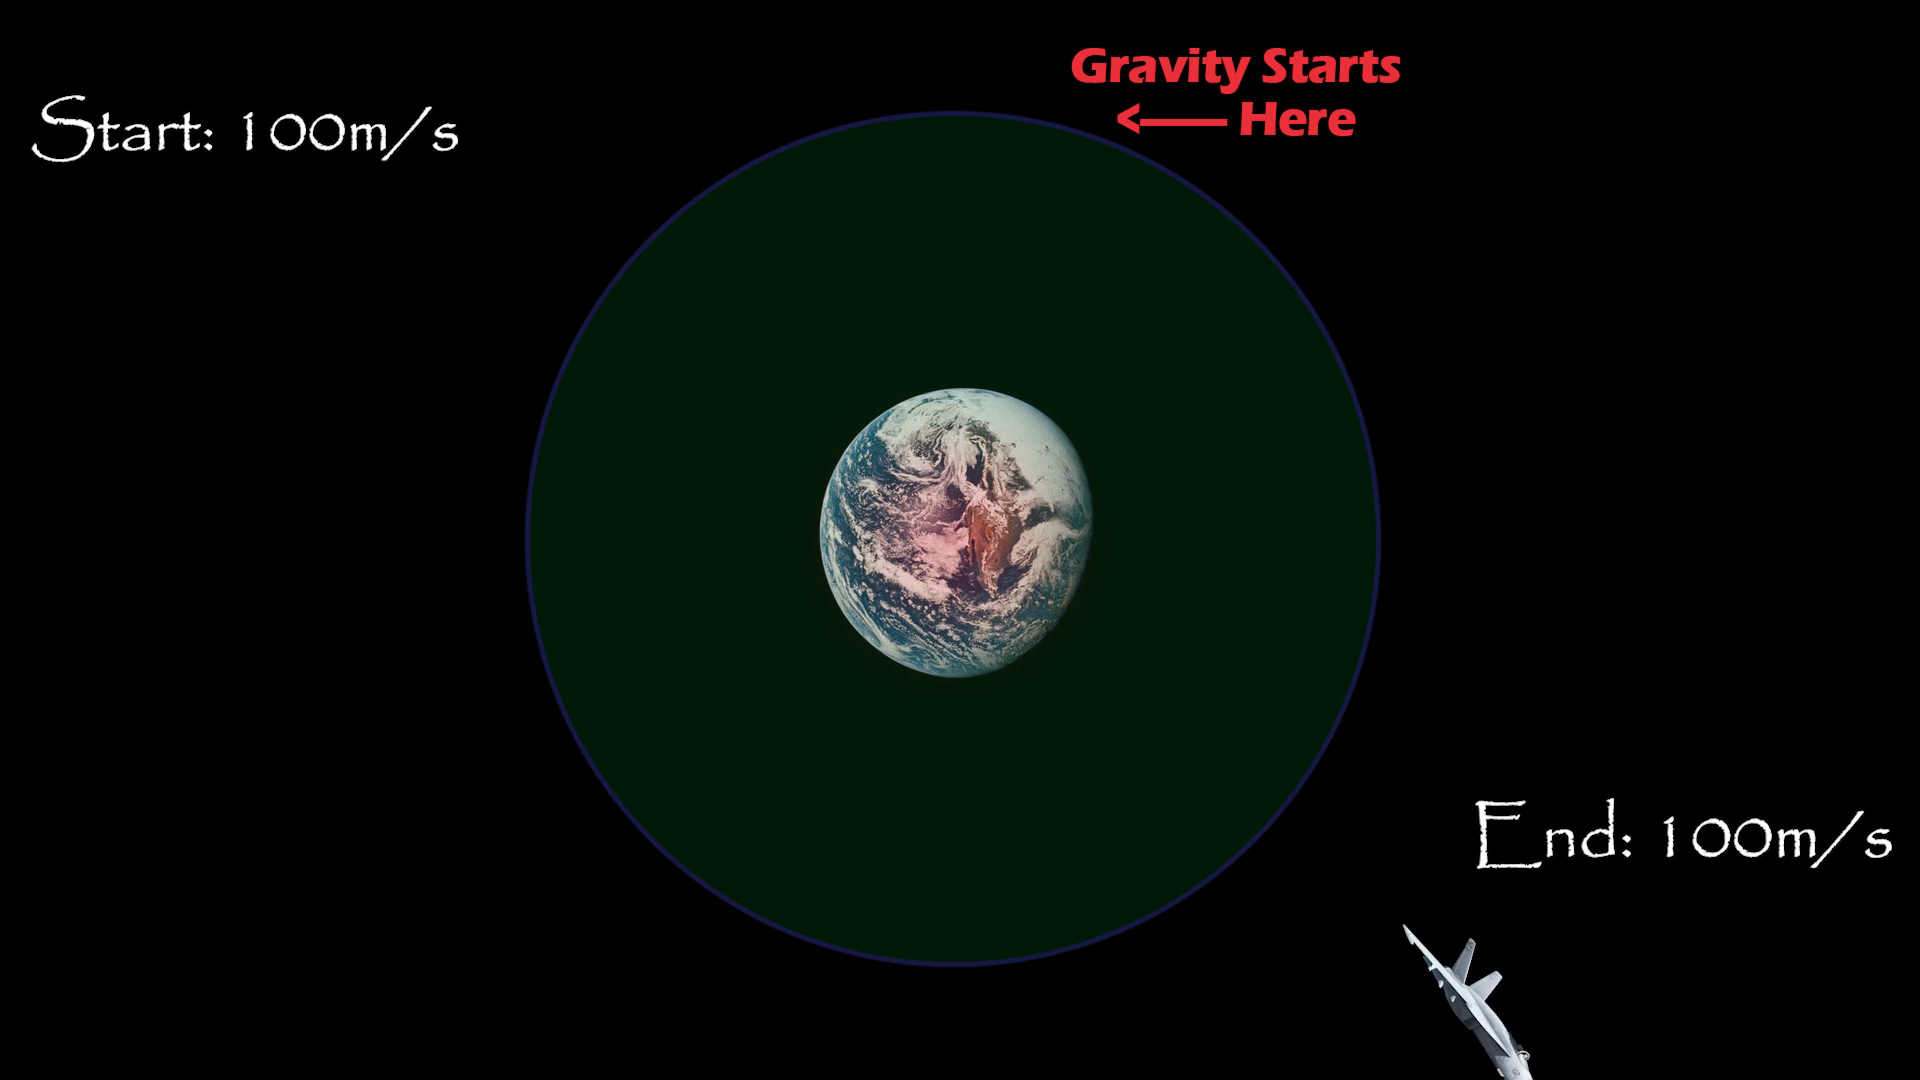 Gravity Starts
<—— Here
Start: 100m/s
End: 100m/s